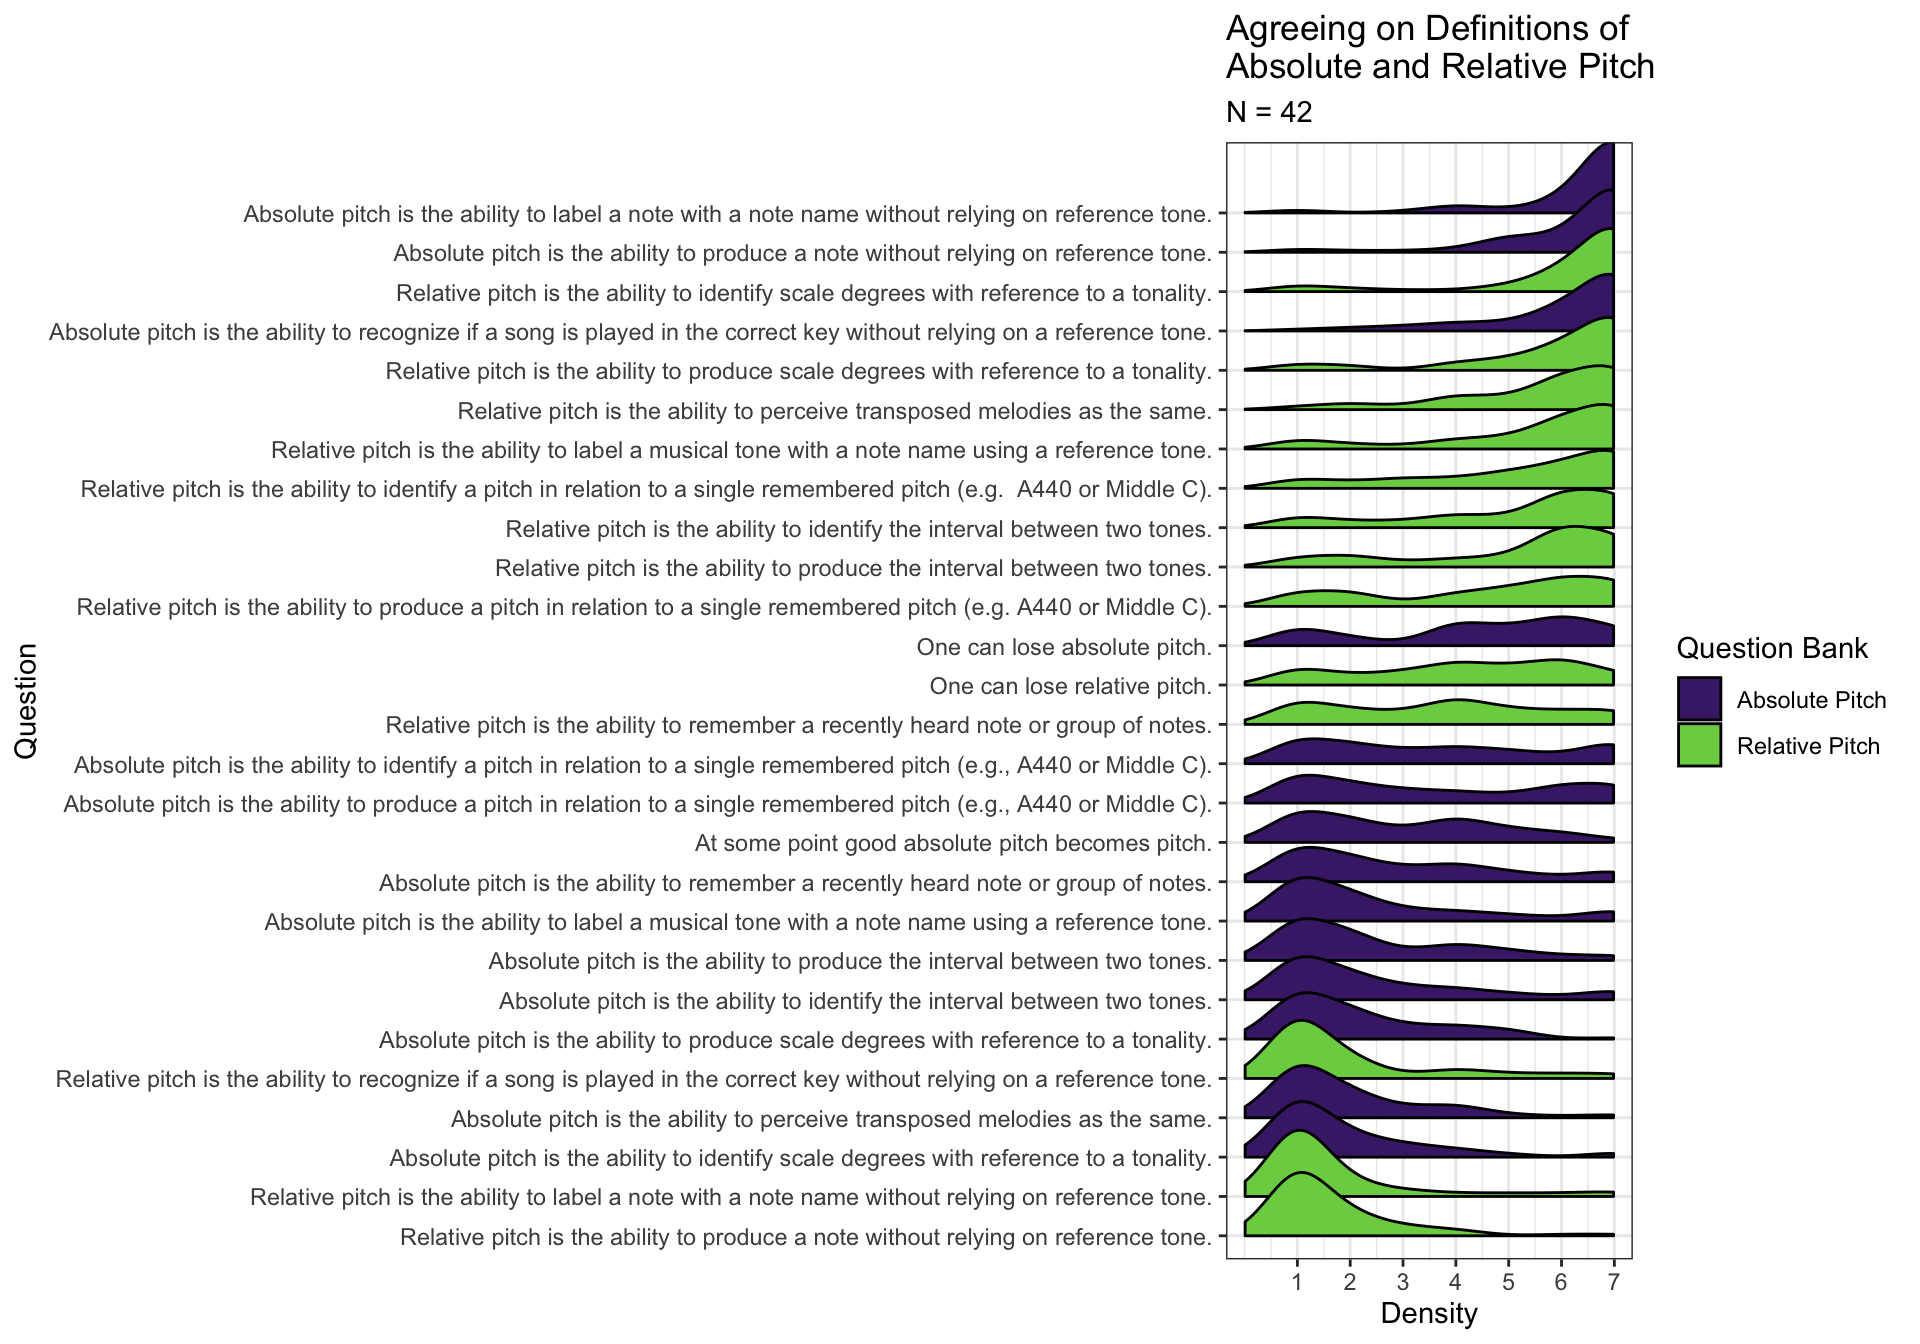 Agreeing on Definitions of
Absolute and Relative Pitch
N = 42
Absolute pitch is the ability to label a note with a note name without relying on reference tone.
Absolute pitch is the ability to produce a note without relying on reference tone.
Relative pitch is the ability to identify scale degrees with reference to a tonality.
Absolute pitch is the ability to recognize if a song is played in the correct key without relying on a reference tone.
Relative pitch is the ability to produce scale degrees with reference to a tonality.
Relative pitch is the ability to perceive transposed melodies as the same.
Relative pitch is the ability to label a musical tone with a note name using a reference tone.
Relative pitch is the ability to identify a pitch in relation to a single remembered pitch (e.g.  A440 or Middle C).
Relative pitch is the ability to identify the interval between two tones.
Relative pitch is the ability to produce the interval between two tones.
Relative pitch is the ability to produce a pitch in relation to a single remembered pitch (e.g. A440 or Middle C).
One can lose absolute pitch.
One can lose relative pitch.
Relative pitch is the ability to remember a recently heard note or group of notes.
Absolute pitch is the ability to identify a pitch in relation to a single remembered pitch (e.g., A440 or Middle C).
Absolute pitch is the ability to produce a pitch in relation to a single remembered pitch (e.g., A440 or Middle C).
At some point good absolute pitch becomes pitch.
Absolute pitch is the ability to remember a recently heard note or group of notes.
Absolute pitch is the ability to label a musical tone with a note name using a reference tone.
Absolute pitch is the ability to produce the interval between two tones.
Absolute pitch is the ability to identify the interval between two tones.
Absolute pitch is the ability to produce scale degrees with reference to a tonality.
Relative pitch is the ability to recognize if a song is played in the correct key without relying on a reference tone.
Absolute pitch is the ability to perceive transposed melodies as the same.
Absolute pitch is the ability to identify scale degrees with reference to a tonality.
Relative pitch is the ability to label a note with a note name without relying on reference tone.
Relative pitch is the ability to produce a note without relying on reference tone.
Question
1 2 3 4 5 6 7
Density
Question Bank
Absolute Pitch
Relative Pitch